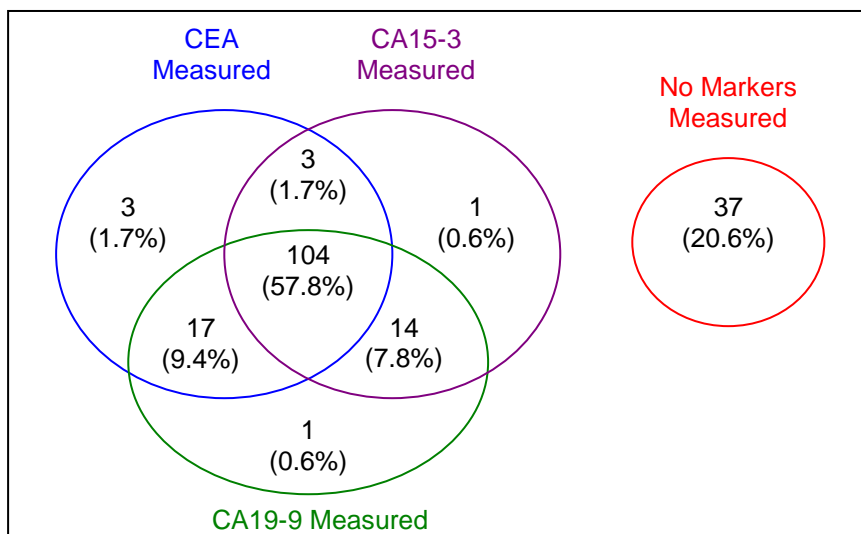 CEA
Measured
CA15-3
Measured
No Markers
Measured
3
(1.7%)
3
(1.7%)
1
(0.6%)
37
(20.6%)
104
(57.8%)
17
(9.4%)
14
(7.8%)
1
(0.6%)
CA19-9 Measured